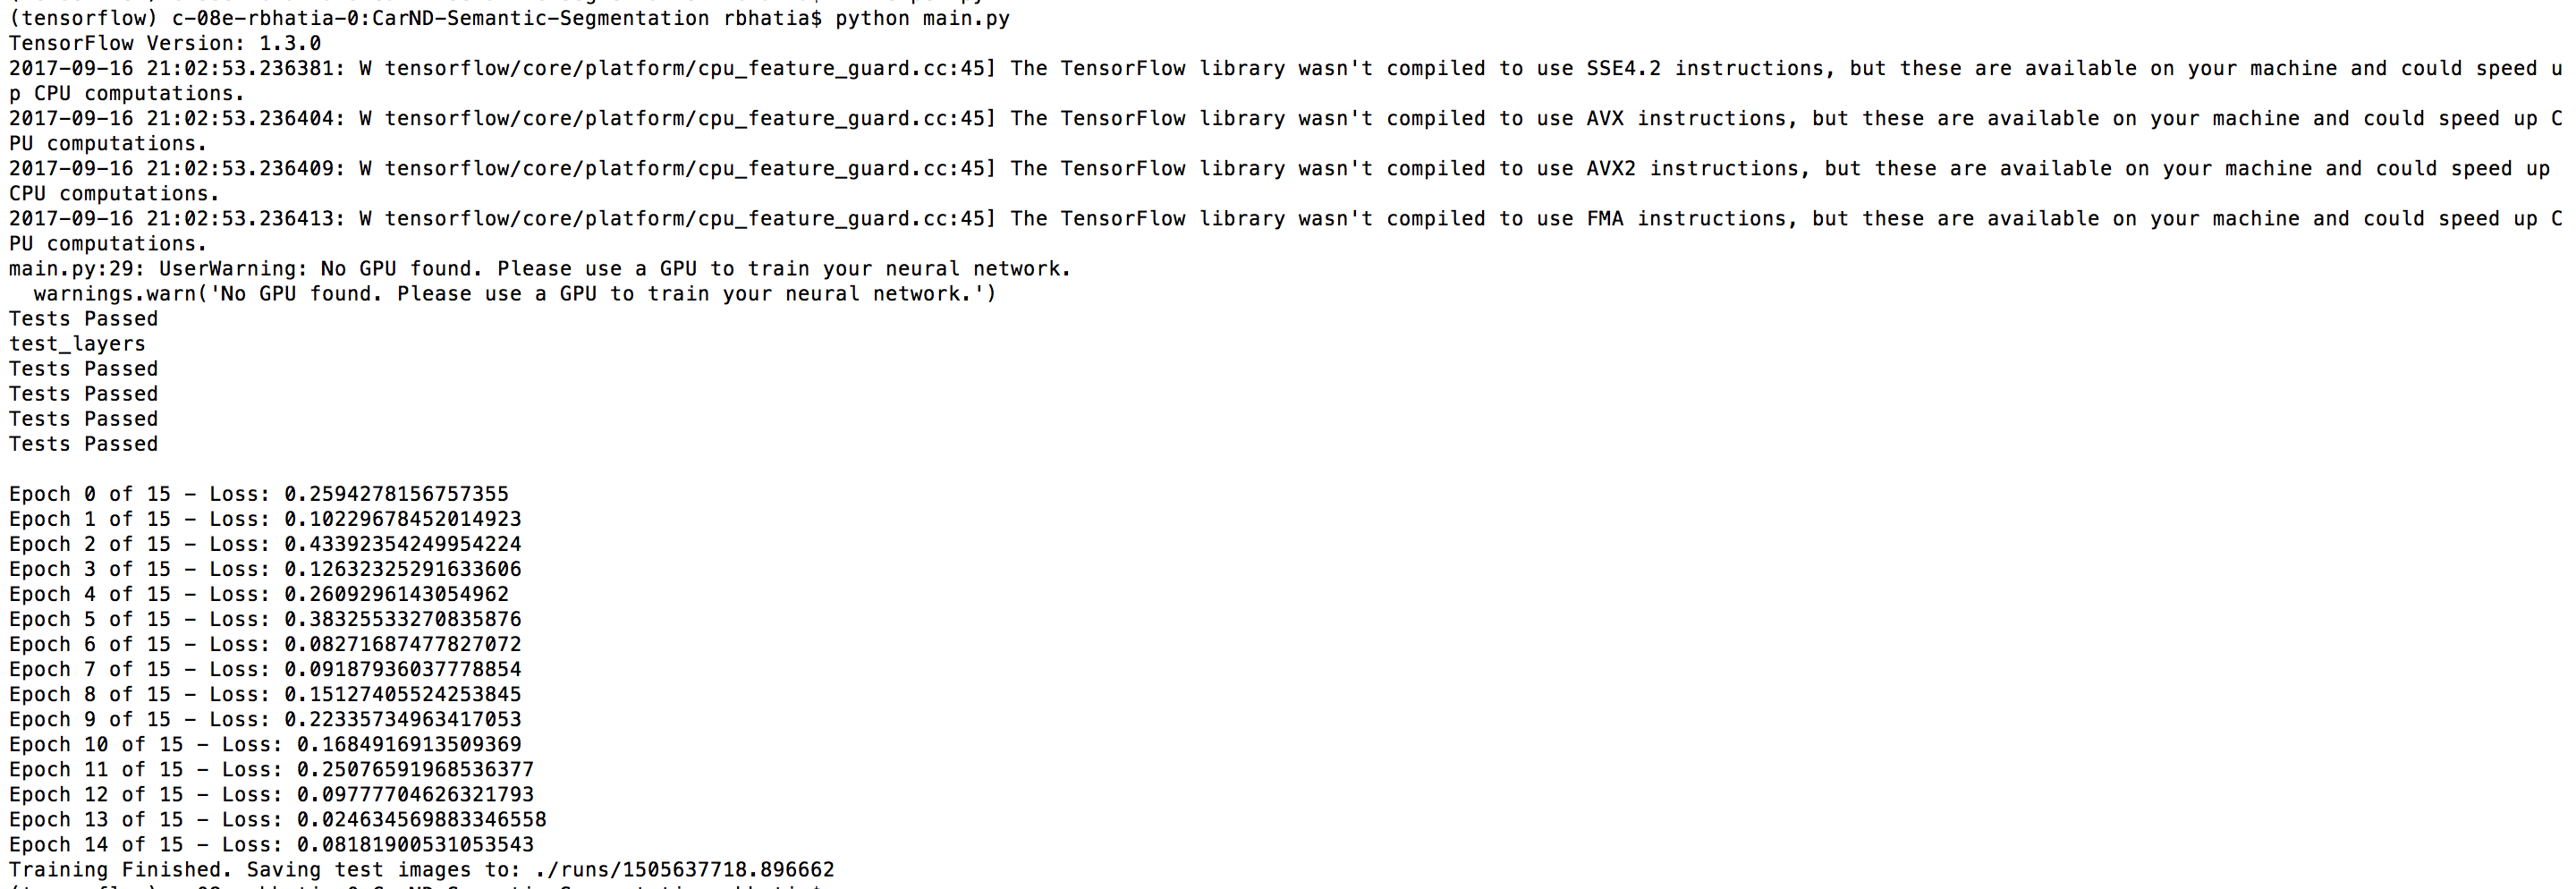 (tensorflow) c-08e-rbhatia-0:CarND-Semantic-Segmentation rbhatia$ python main.py
TensorFlow Version: 1.3.0
2017-09-16 21:02:53.236381: W tensorflow/core/platform/cpu_feature_guard.cc:45] The TensorFlow library wasn't compiled to use SSE4.2 instructions, but these are available on your machine and could speed u
p CPU computations.
2017-09-16 21:02:53.236404: W tensorflow/core/platform/cpu_feature_guard.cc:45] The TensorFlow library wasn't compiled to use AVX instructions, but these are available on your machine and could speed up C
PU computations.
2017-09-16 21:02:53.236409: W tensorflow/core/platform/cpu_feature_guard.cc:45] The TensorFlow library wasn't compiled to use AVX2 instructions, but these are available on your machine and could speed up
CPU computations.
2017-09-16 21:02:53.236413: W tensorflow/core/platform/cpu_feature_guard.cc:45] The TensorFlow library wasn't compiled to use FMA instructions, but these are available on your machine and could speed up C
PU computations.
main.py:29: UserWarning: No GPU found. Please use a GPU to train your neural network.
  warnings.warn('No GPU found. Please use a GPU to train your neural network.')
Tests Passed
test_layers
Tests Passed
Tests Passed
Tests Passed
Tests Passed
Epoch 0 of 15 - Loss: 0.2594278156757355
Epoch 1 of 15 - Loss: 0.10229678452014923
Epoch 2 of 15 - Loss: 0.43392354249954224
Epoch 3 of 15 - Loss: 0.12632325291633606
Epoch 4 of 15 - Loss: 0.2609296143054962
Epoch 5 of 15 - Loss: 0.38325533270835876
Epoch 6 of 15 - Loss: 0.08271687477827072
Epoch 7 of 15 - Loss: 0.09187936037778854
Epoch 8 of 15 - Loss: 0.15127405524253845
Epoch 9 of 15 - Loss: 0.22335734963417053
Epoch 10 of 15 - Loss: 0.1684916913509369
Epoch 11 of 15 - Loss: 0.25076591968536377
Epoch 12 of 15 - Loss: 0.09777704626321793
Epoch 13 of 15 - Loss: 0.024634569883346558
Epoch 14 of 15 - Loss: 0.08181900531053543
Training Finished. Saving test images to: ./runs/1505637718.896662